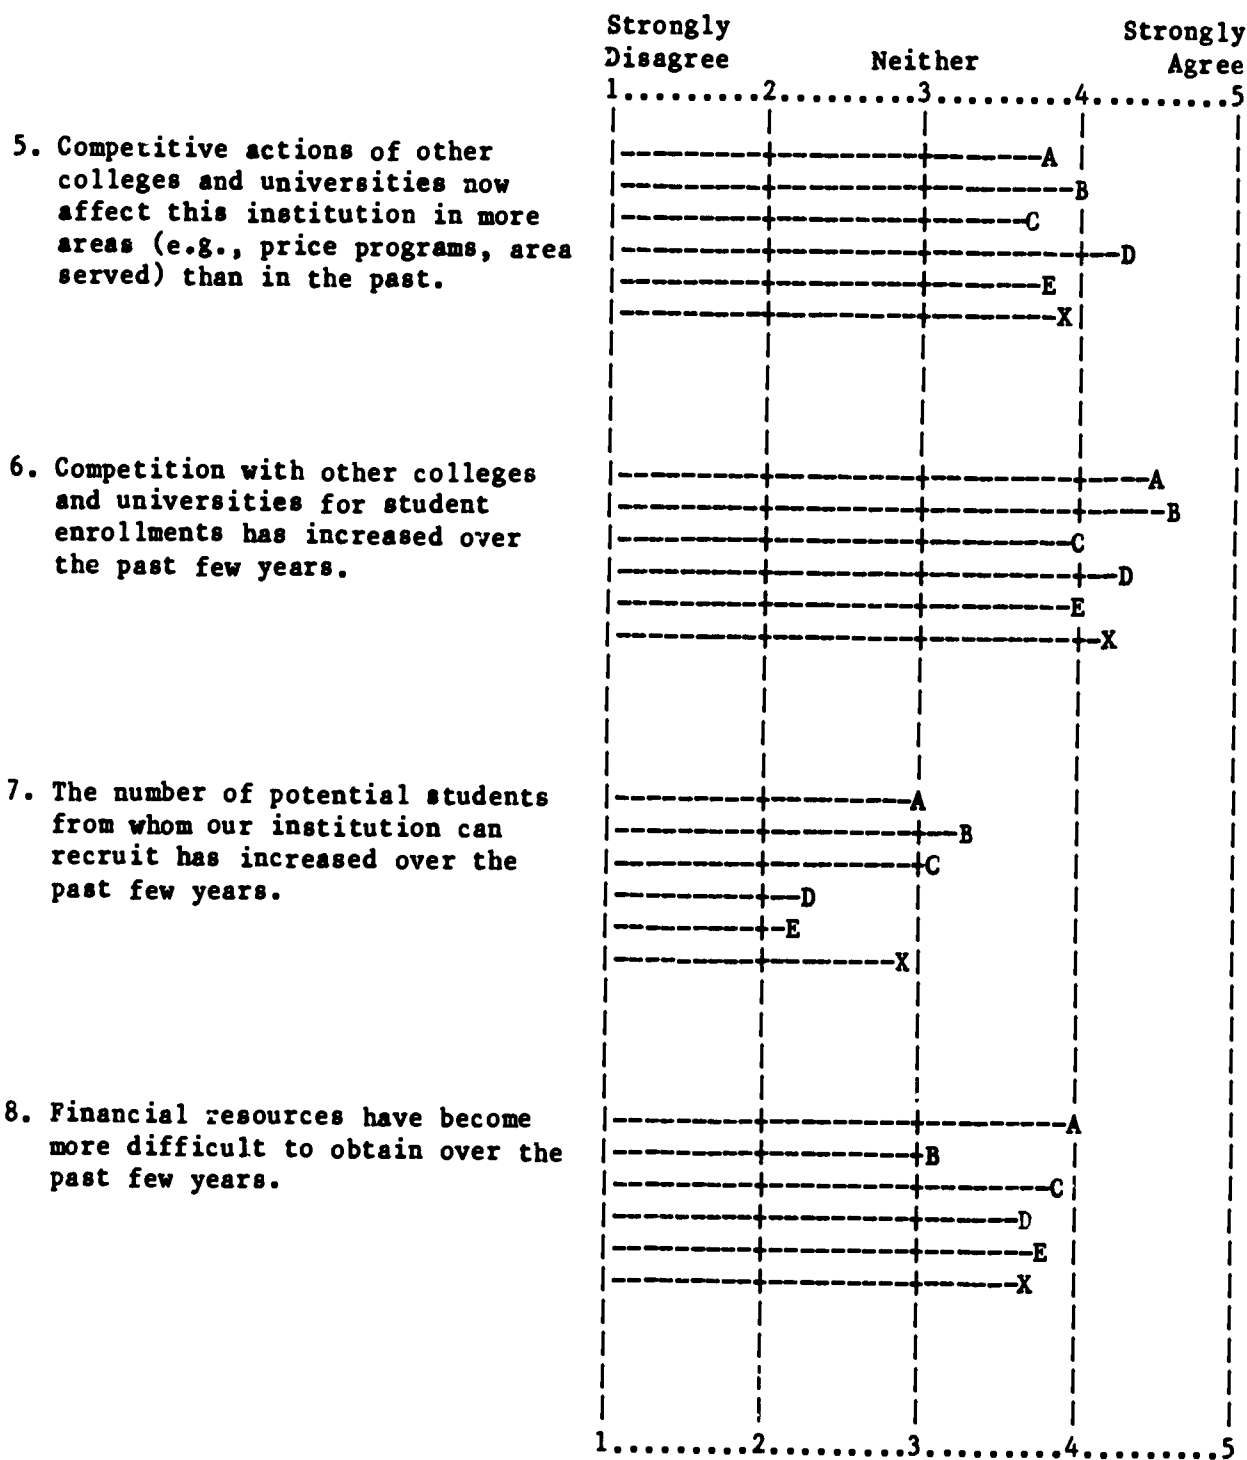 Strongly Strongly
Disagree Neither Agree
1.........2.........3.........4.........5
5. Competitive actions of other
colleges and universities now
affect this institution in more
areas (e.g., price programs, area
served) than in the past.
A
B
C
D
E
X
6. Competition with other colleges
and universities for student
enrollments has increased over
the past few years.
A
B
C
D
E
X
7. The number of potential students
from whom our institution can
recruit has increased over the
past few years.
A
B
C
D
E
X
8. Financial resources have become
more difficult to obtain over the
past few years.
A
B
C
D
E
X
1.........2.........3.........4.........5